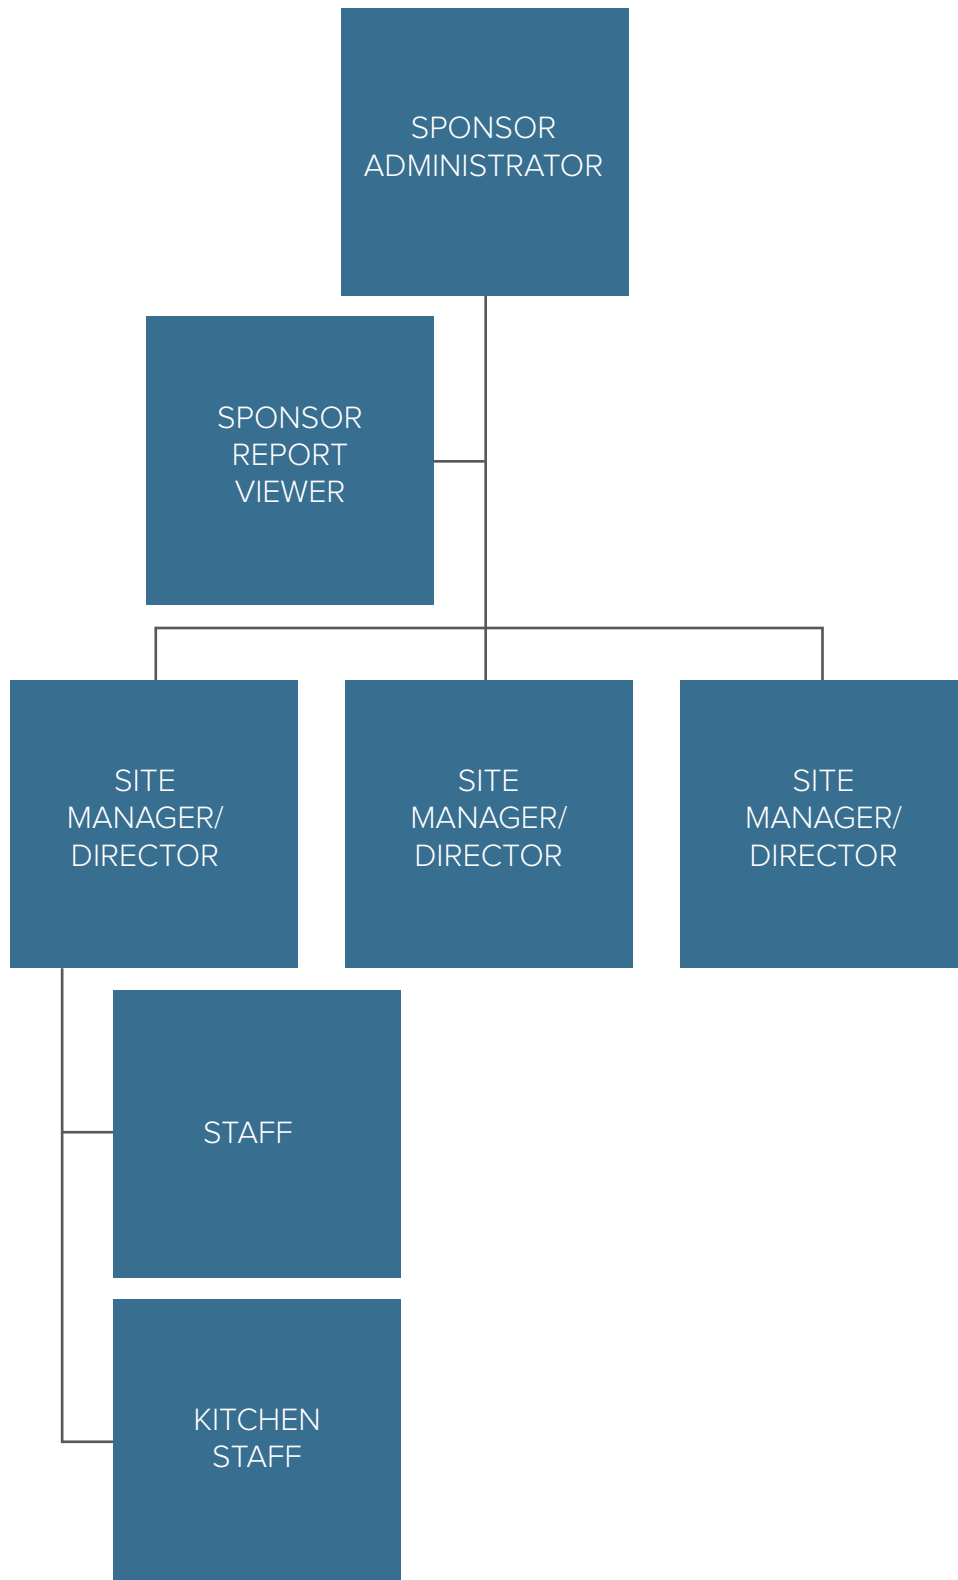 SPONSOR
ADMINISTRATOR
SPONSOR
REPORT
VIEWER
SITE
MANAGER/
DIRECTOR
SITE
MANAGER/
DIRECTOR
SITE
MANAGER/
DIRECTOR
STAFF
KITCHEN
STAFF